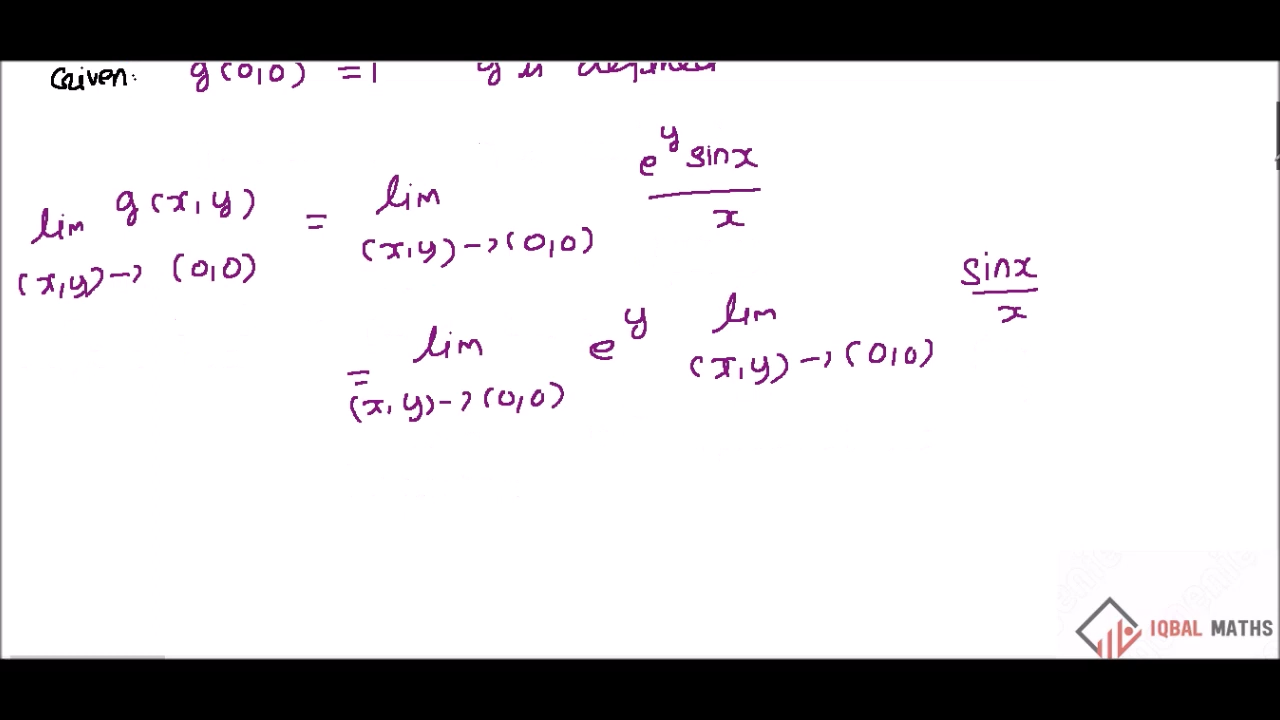 Given: g(0,0) = 1
lim g(x,y) = lim e^y sinx / x
(x,y)->(0,0) (x,y)->(0,0)
= lim e^y lim sinx / x
(x,y)->(0,0) (x,y)->(0,0)
IQBAL MATHS